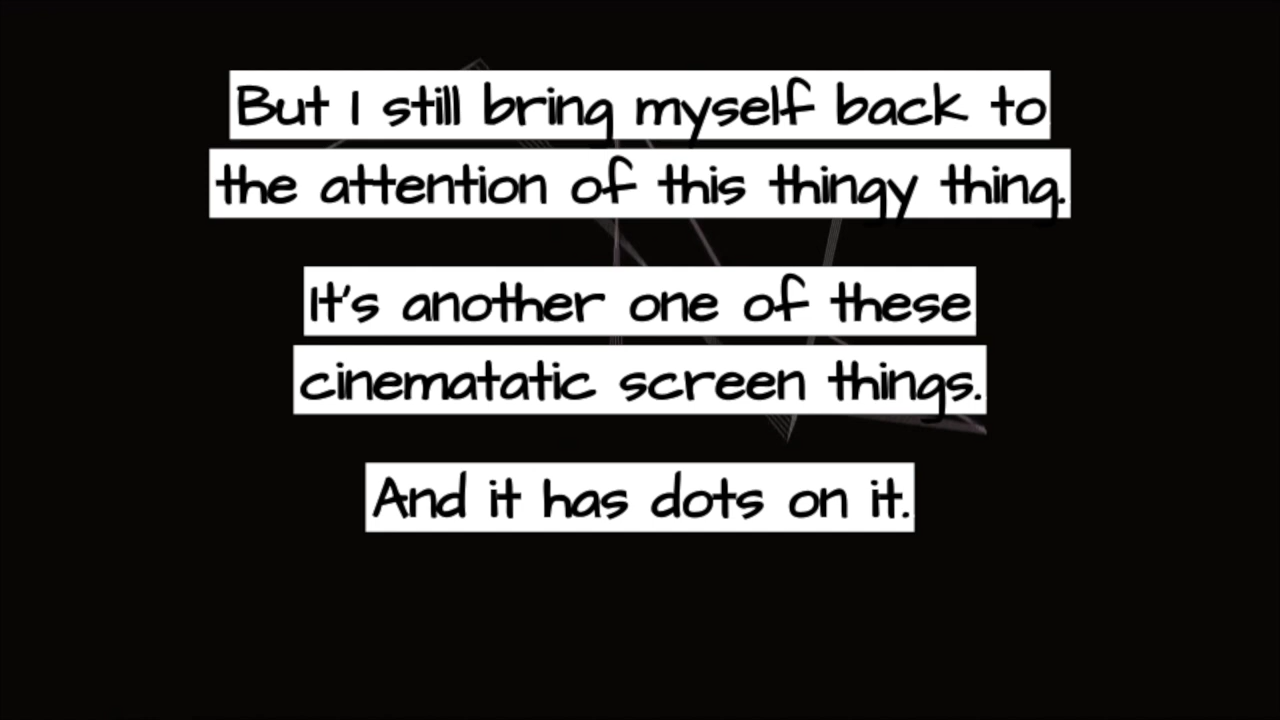 But I still bring myself back to
the attention of this thingy thing.
It's another one of these
cinematatic screen things.
And it has dots on it.